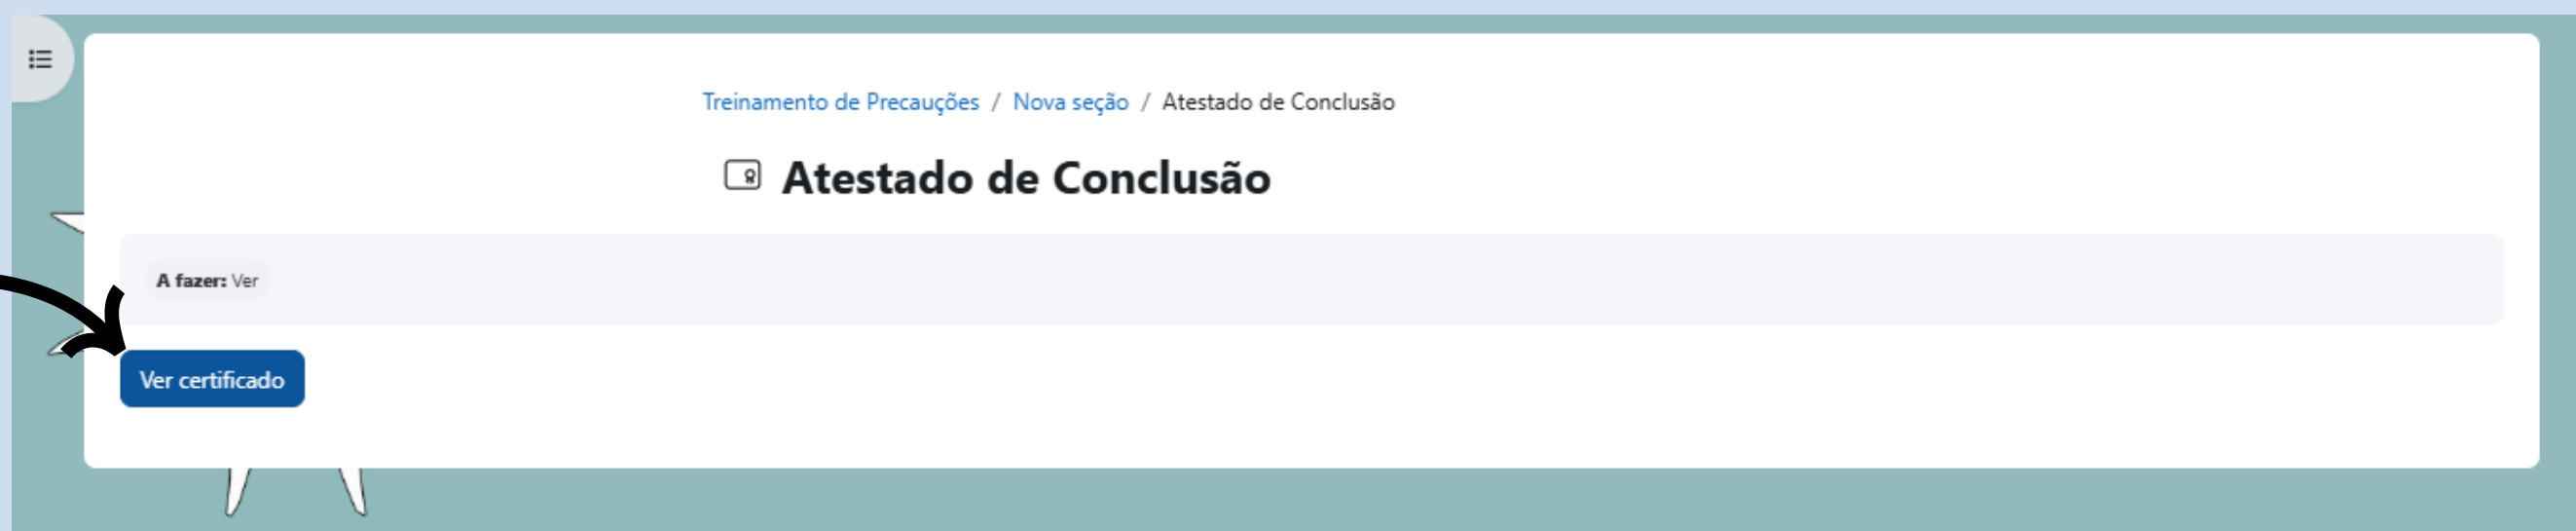 Treinamento de Precauções / Nova seção / Atestado de Conclusão
Atestado de Conclusão
A fazer: Ver
Ver certificado